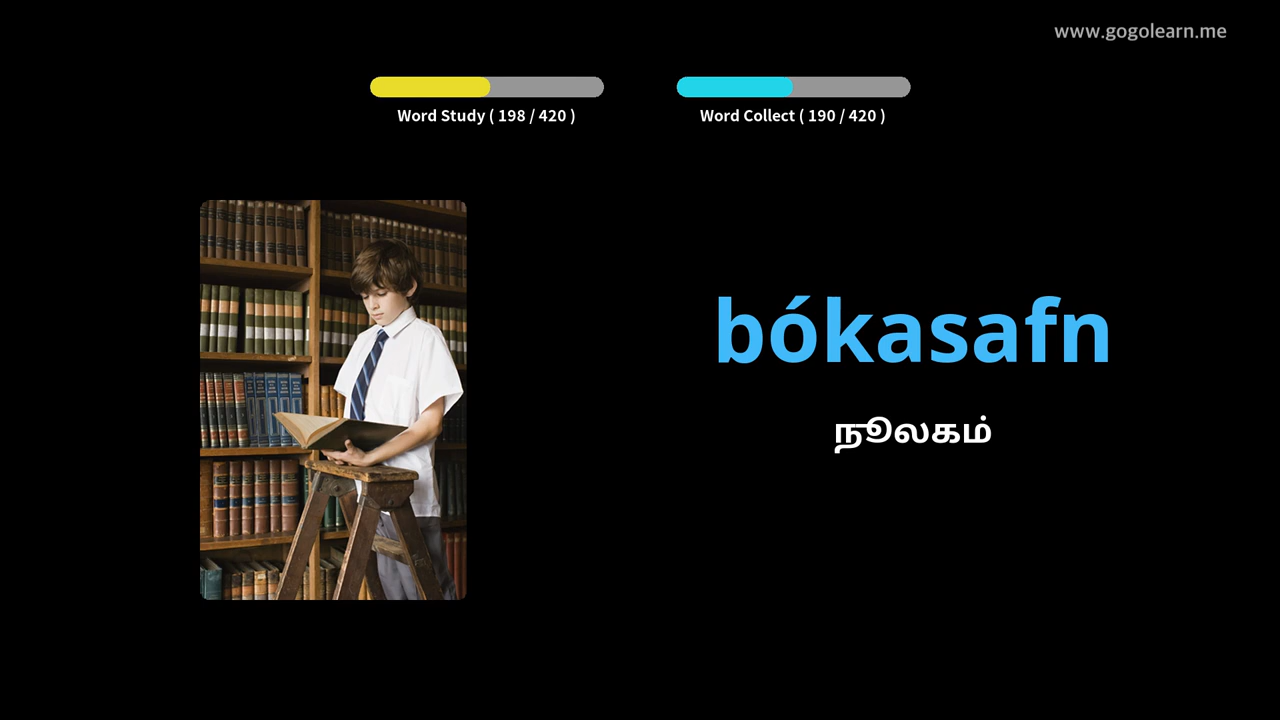 www.gogolearn.me
Word Study ( 198 / 420 )
Word Collect ( 190 / 420 )
bókasafn
நூலகம்